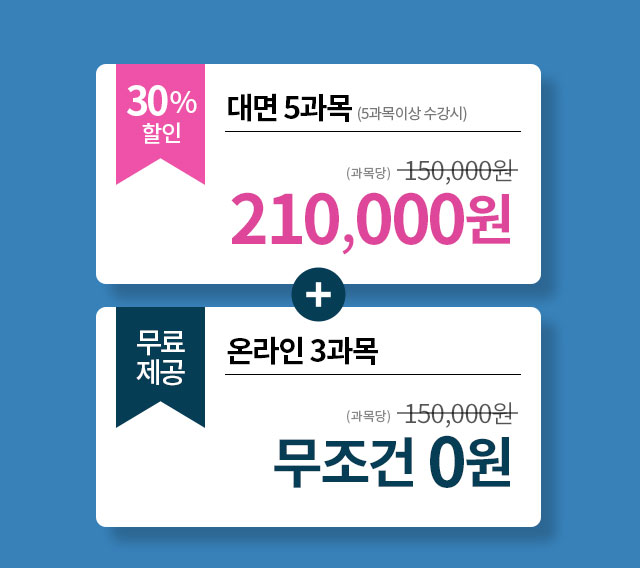 30%
할인
대면 5과목 (5과목이상 수강시)
(과목당) 150,000원
210,000원
+
무료
제공
온라인 3과목
(과목당) 150,000원
무조건 0원